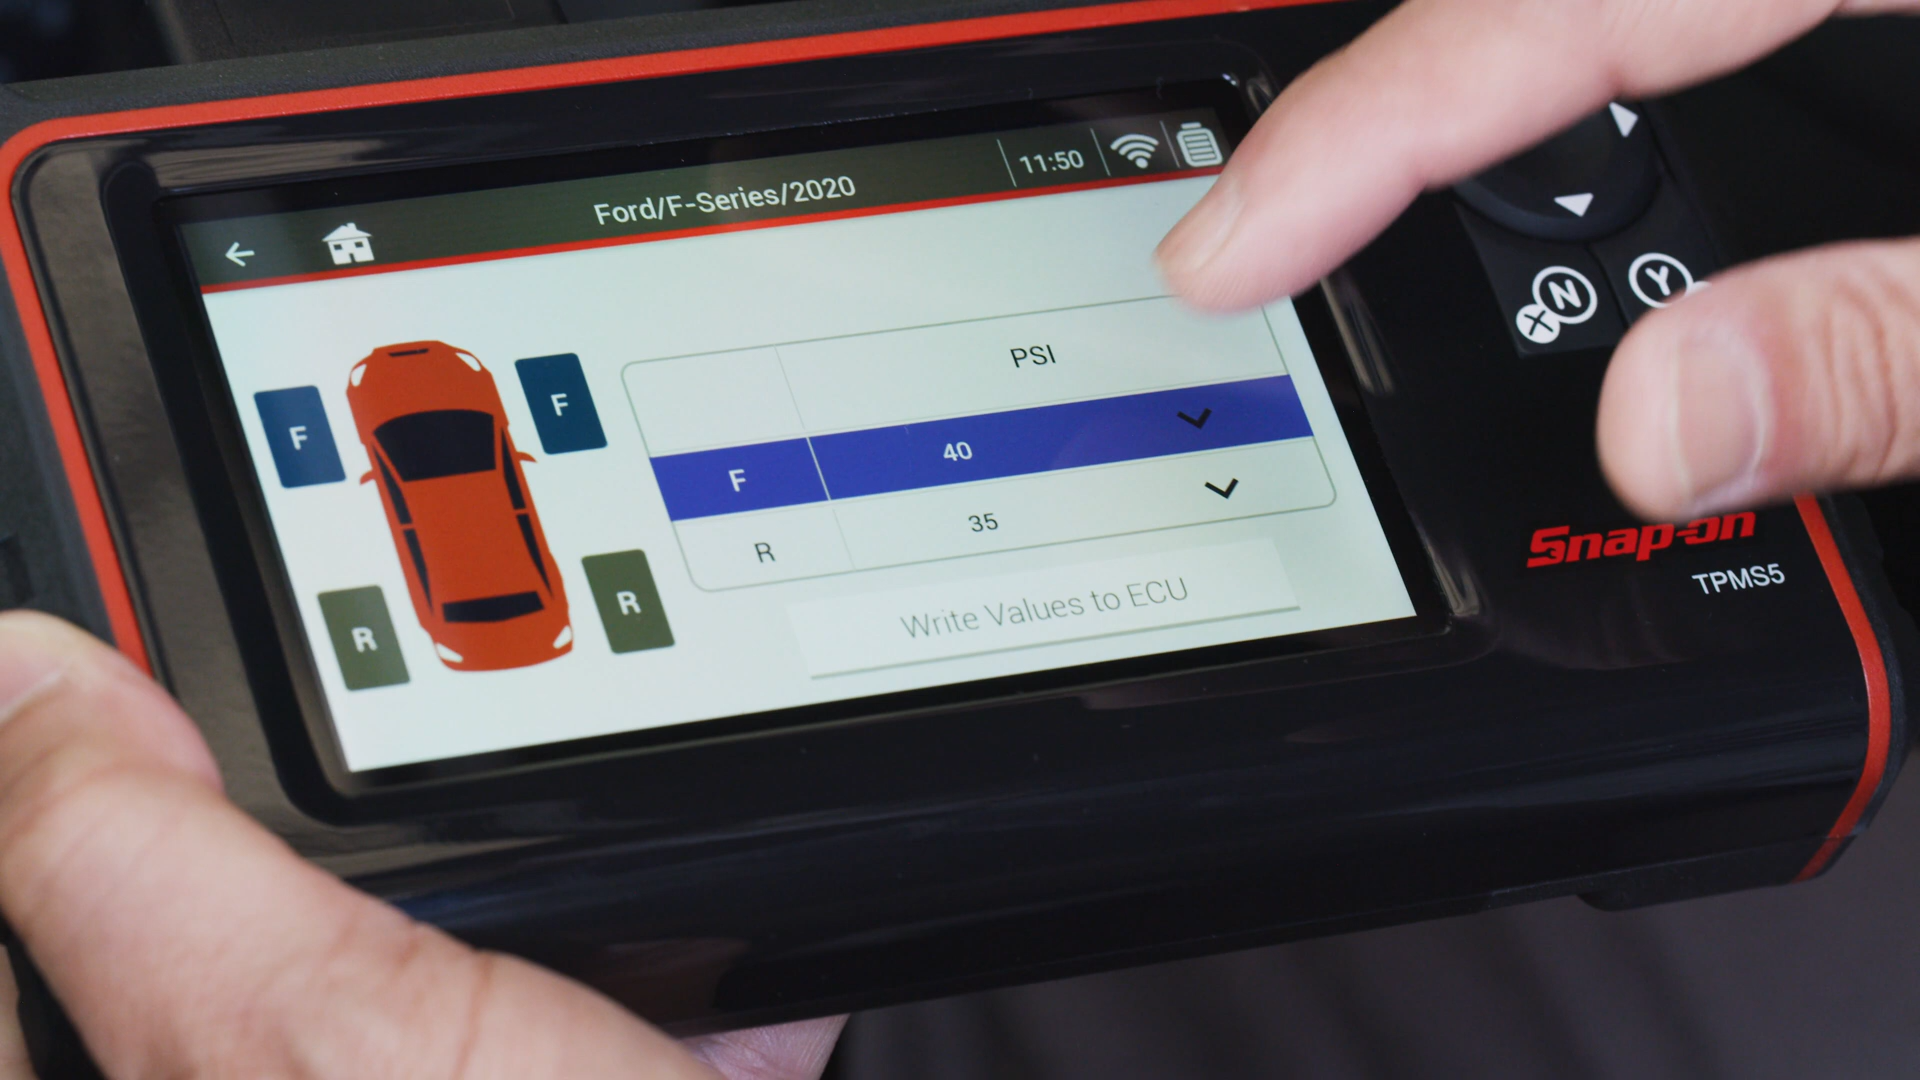 Ford/F-Series/2020
11:50
F F
R R
PSI
F 40
R 35
Write Values to ECU
N Y
X
Snap-on
TPMS5